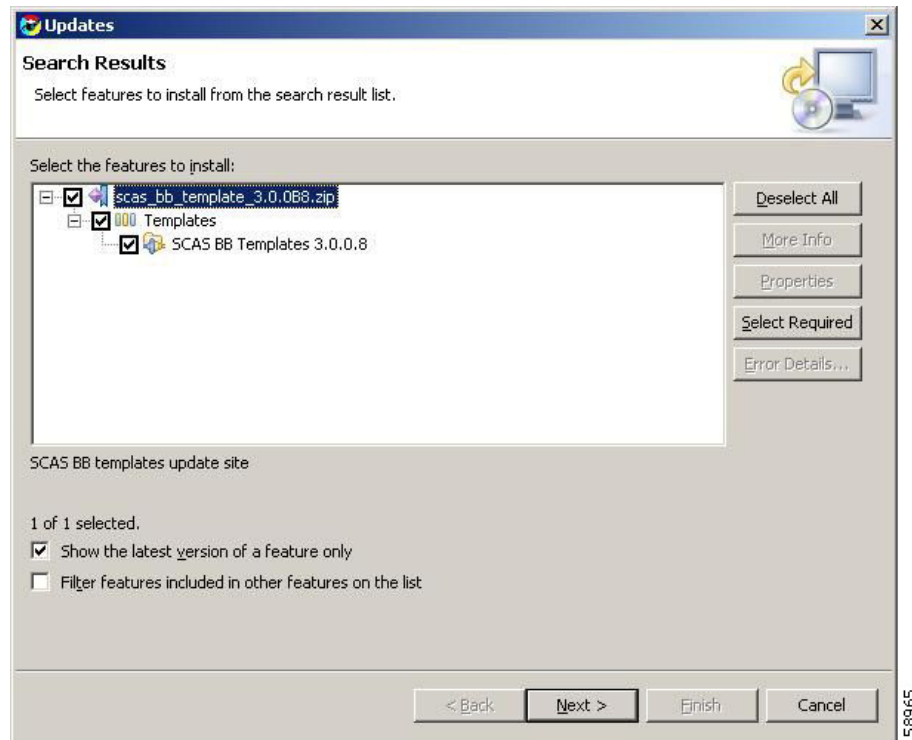 Updates
Search Results
Select features to install from the search result list.
Select the features to install:
scas_bb_template_3.0.0B8.zip
Templates
SCAS BB Templates 3.0.0.8
Deselect All
More Info
Properties
Select Required
Error Details...
SCAS BB templates update site
1 of 1 selected.
Show the latest version of a feature only
Filter features included in other features on the list
< Back
Next >
Finish
Cancel
58965